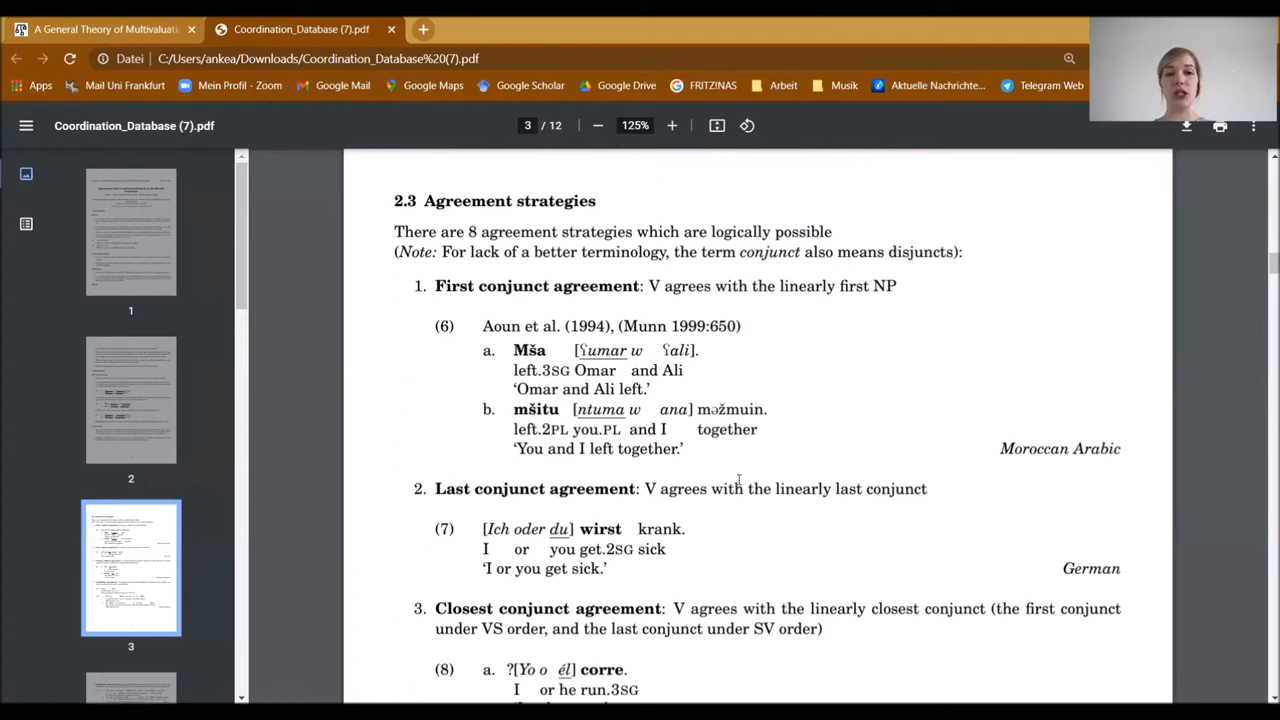 A General Theory of Multivaluati
Coordination_Database (7).pdf
Datei
C:/Users/ankea/Downloads/Coordination_Database%20(7).pdf
Apps
Mail Uni Frankfurt
Mein Profil - Zoom
Google Mail
Google Maps
Google Scholar
Google Drive
FRITZINAS
Arbeit
Musik
Aktuelle Nachrichte...
Telegram Web
Coordination_Database (7).pdf
3 / 12
125%
1
2
3
2.3 Agreement strategies
There are 8 agreement strategies which are logically possible
(Note: For lack of a better terminology, the term conjunct also means disjuncts):
1. First conjunct agreement: V agrees with the linearly first NP
(6) Aoun et al. (1994), (Munn 1999:650)
a. Mša [ʕumar w ʕali].
left.3SG Omar and Ali
‘Omar and Ali left.’
b. mšitu [ntuma w ana] məžmuin.
left.2PL you.PL and I together
‘You and I left together.’ Moroccan Arabic
2. Last conjunct agreement: V agrees with the linearly last conjunct
(7) [Ich oder du] wirst krank.
I or you get.2SG sick
‘I or you get sick.’ German
3. Closest conjunct agreement: V agrees with the linearly closest conjunct (the first conjunct
under VS order, and the last conjunct under SV order)
(8) a. ?[Yo o él] corre.
I or he run.3SG